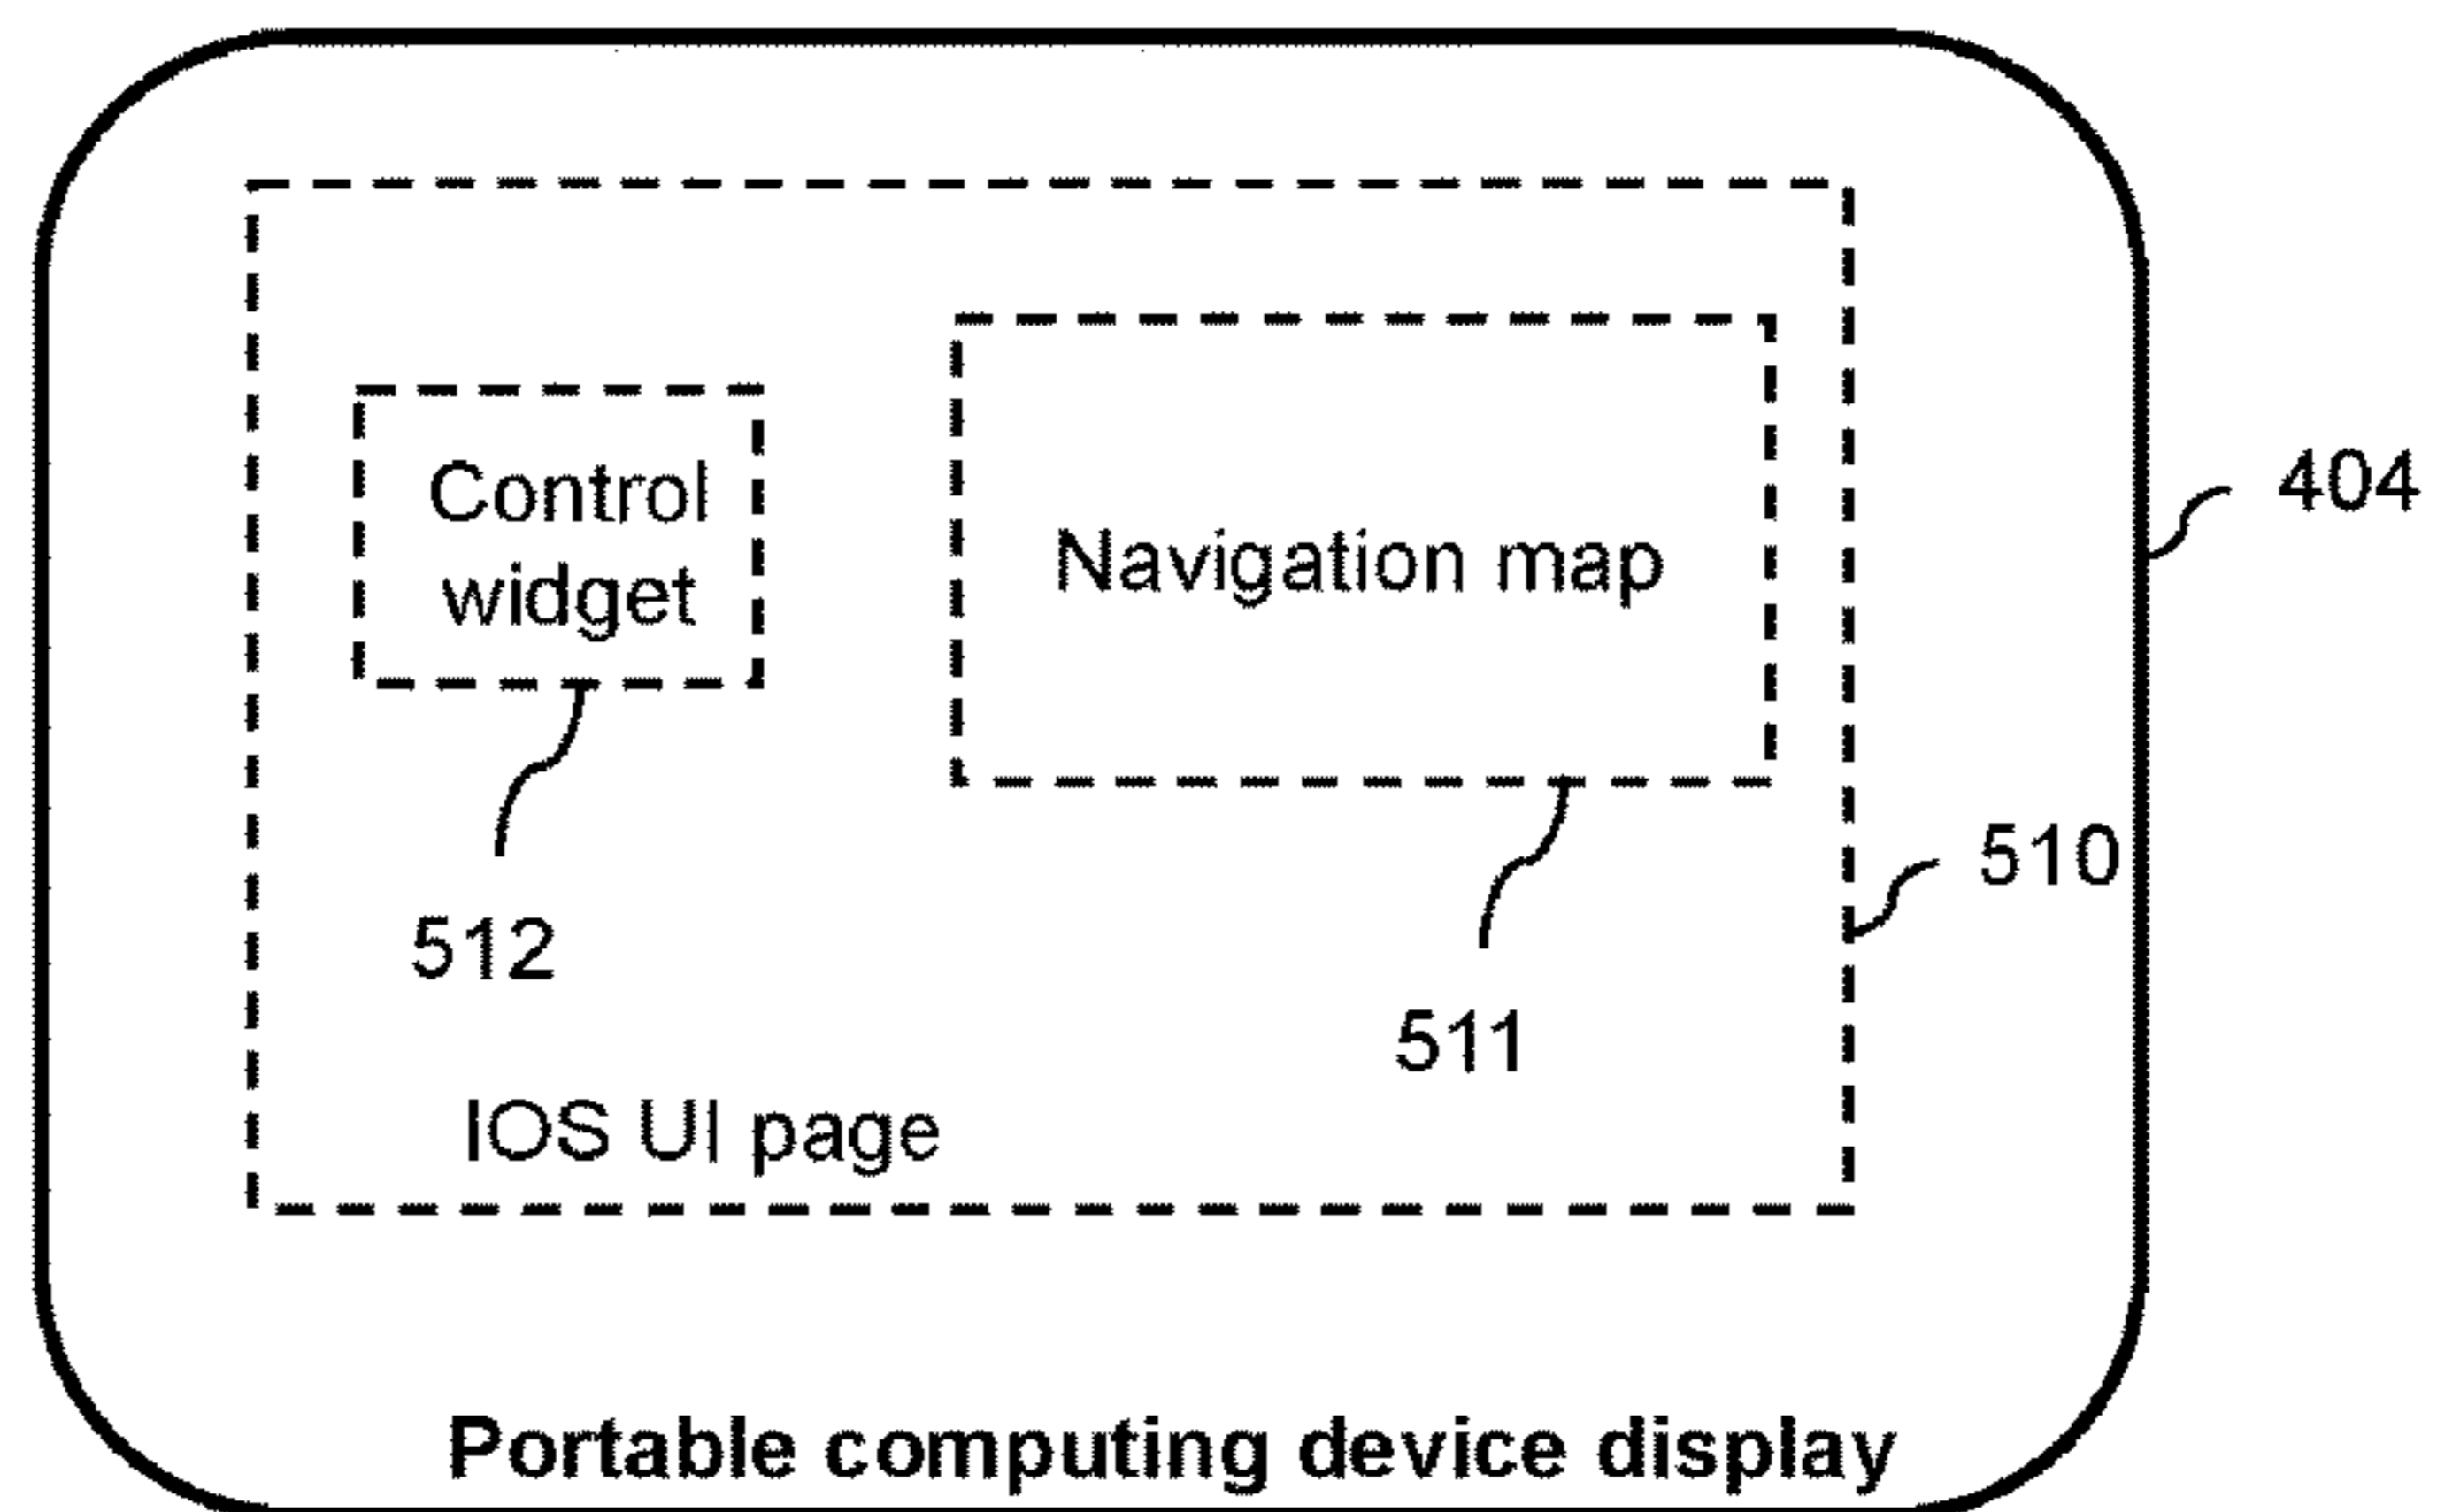 Control
widget
Navigation map
404
510
512
511
IOS UI page
Portable computing device display